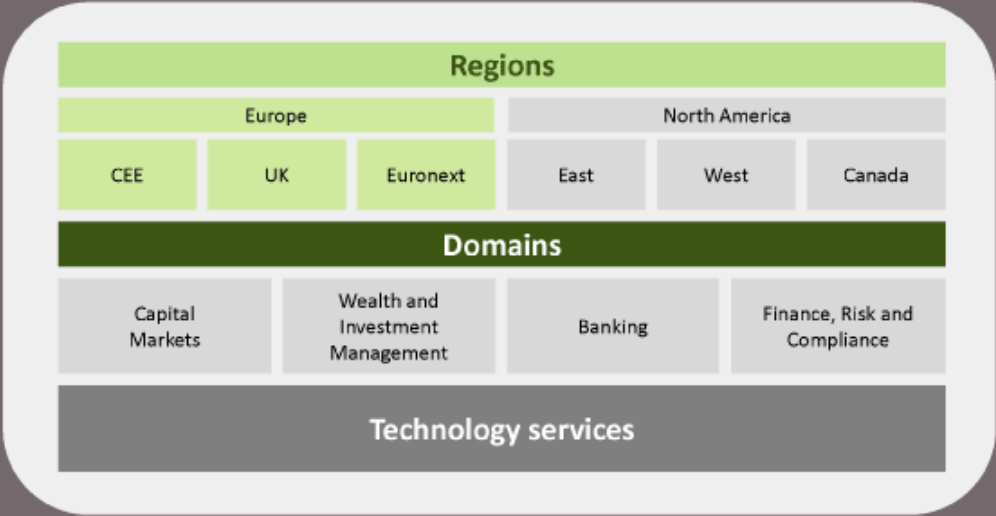 Regions
Europe
North America
CEE
UK
Euronext
East
West
Canada
Domains
Capital
Markets
Wealth and
Investment
Management
Banking
Finance, Risk and
Compliance
Technology services